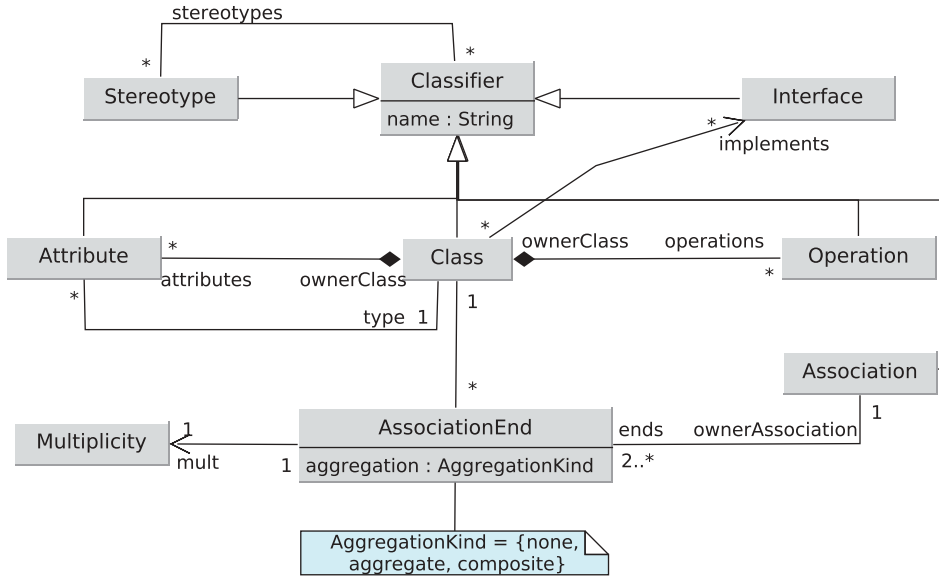 stereotypes
*
*
Stereotype
Classifier
name : String
Interface
*
implements
*
Attribute
*
attributes
ownerClass
Class
ownerClass
operations
*
Operation
*
type 1
1
*
Association
1
Multiplicity
1
mult
1
AssociationEnd
aggregation : AggregationKind
ends
ownerAssociation
2..*
AggregationKind = {none,
aggregate, composite}